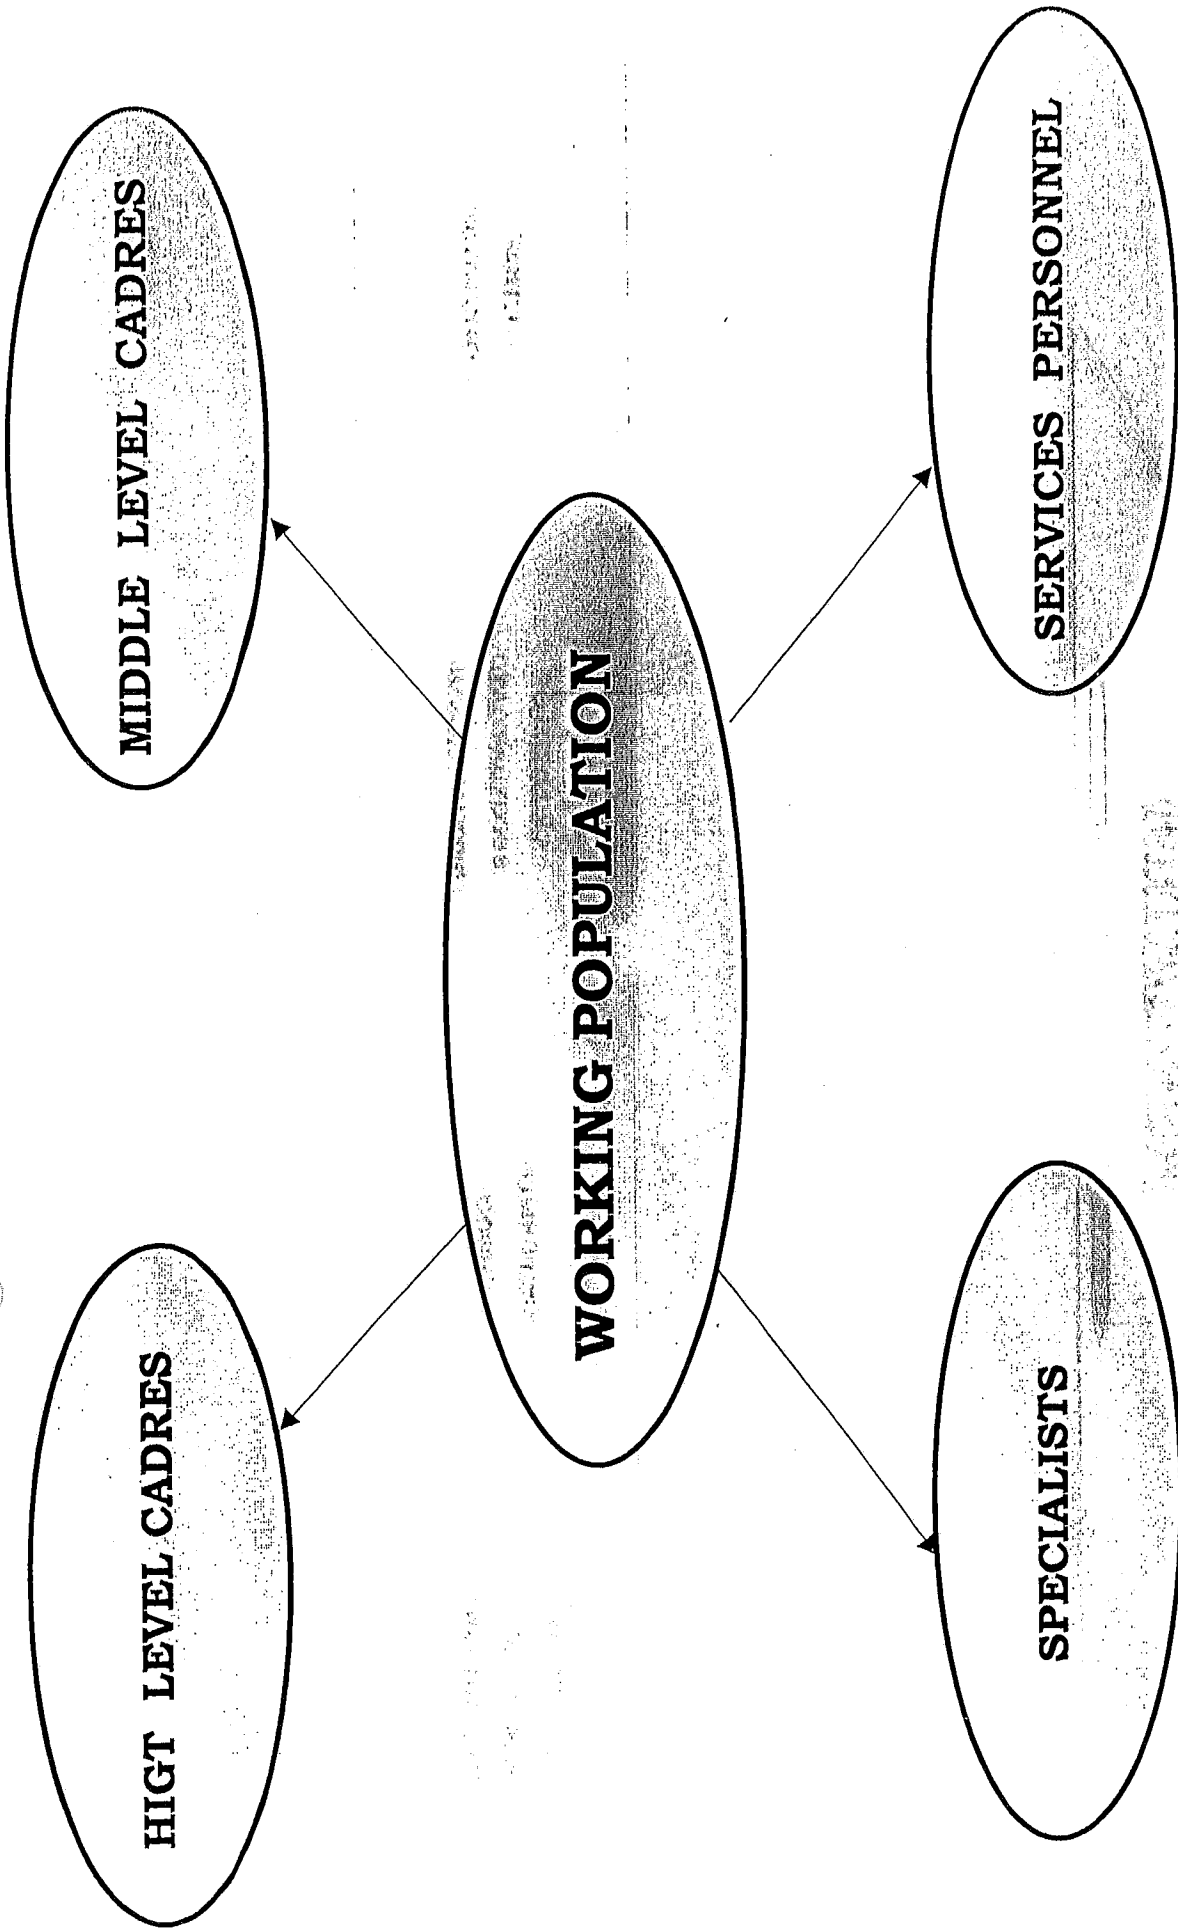 HIGT LEVEL CADRES
MIDDLE LEVEL CADRES
WORKING POPULATION
SPECIALISTS
SERVICES PERSONNEL